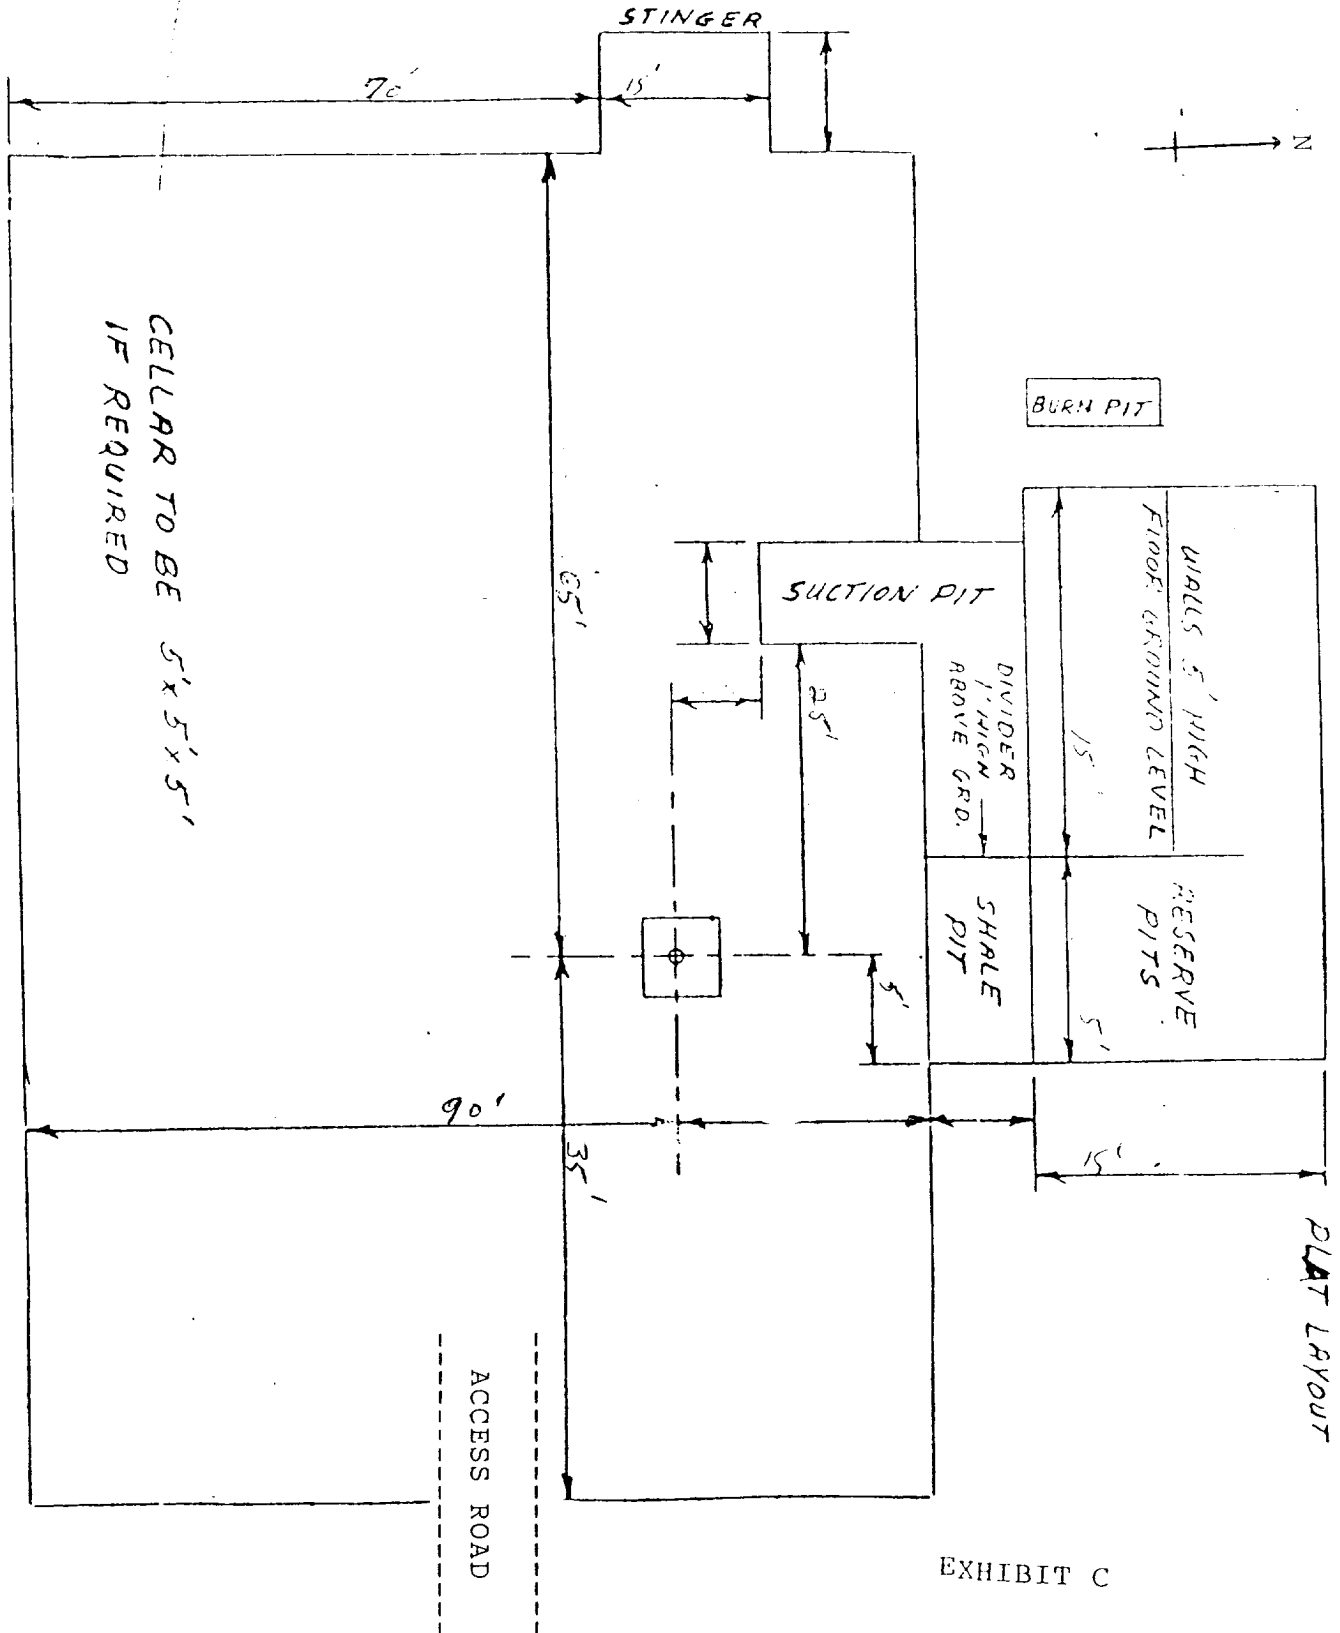 STINGER
70'
15'
N
BURN PIT
CELLAR TO BE 5'x5'x5'
IF REQUIRED
65'
SUCTION PIT
25'
WALLS 5' HIGH
FLOOR GROUND LEVEL
15'
DIVIDER
1' HIGH
ABOVE GRD.
SHALE
PIT
RESERVE
PITS
5'
5'
90'
35'
15'
PLAT LAYOUT
ACCESS ROAD
EXHIBIT C